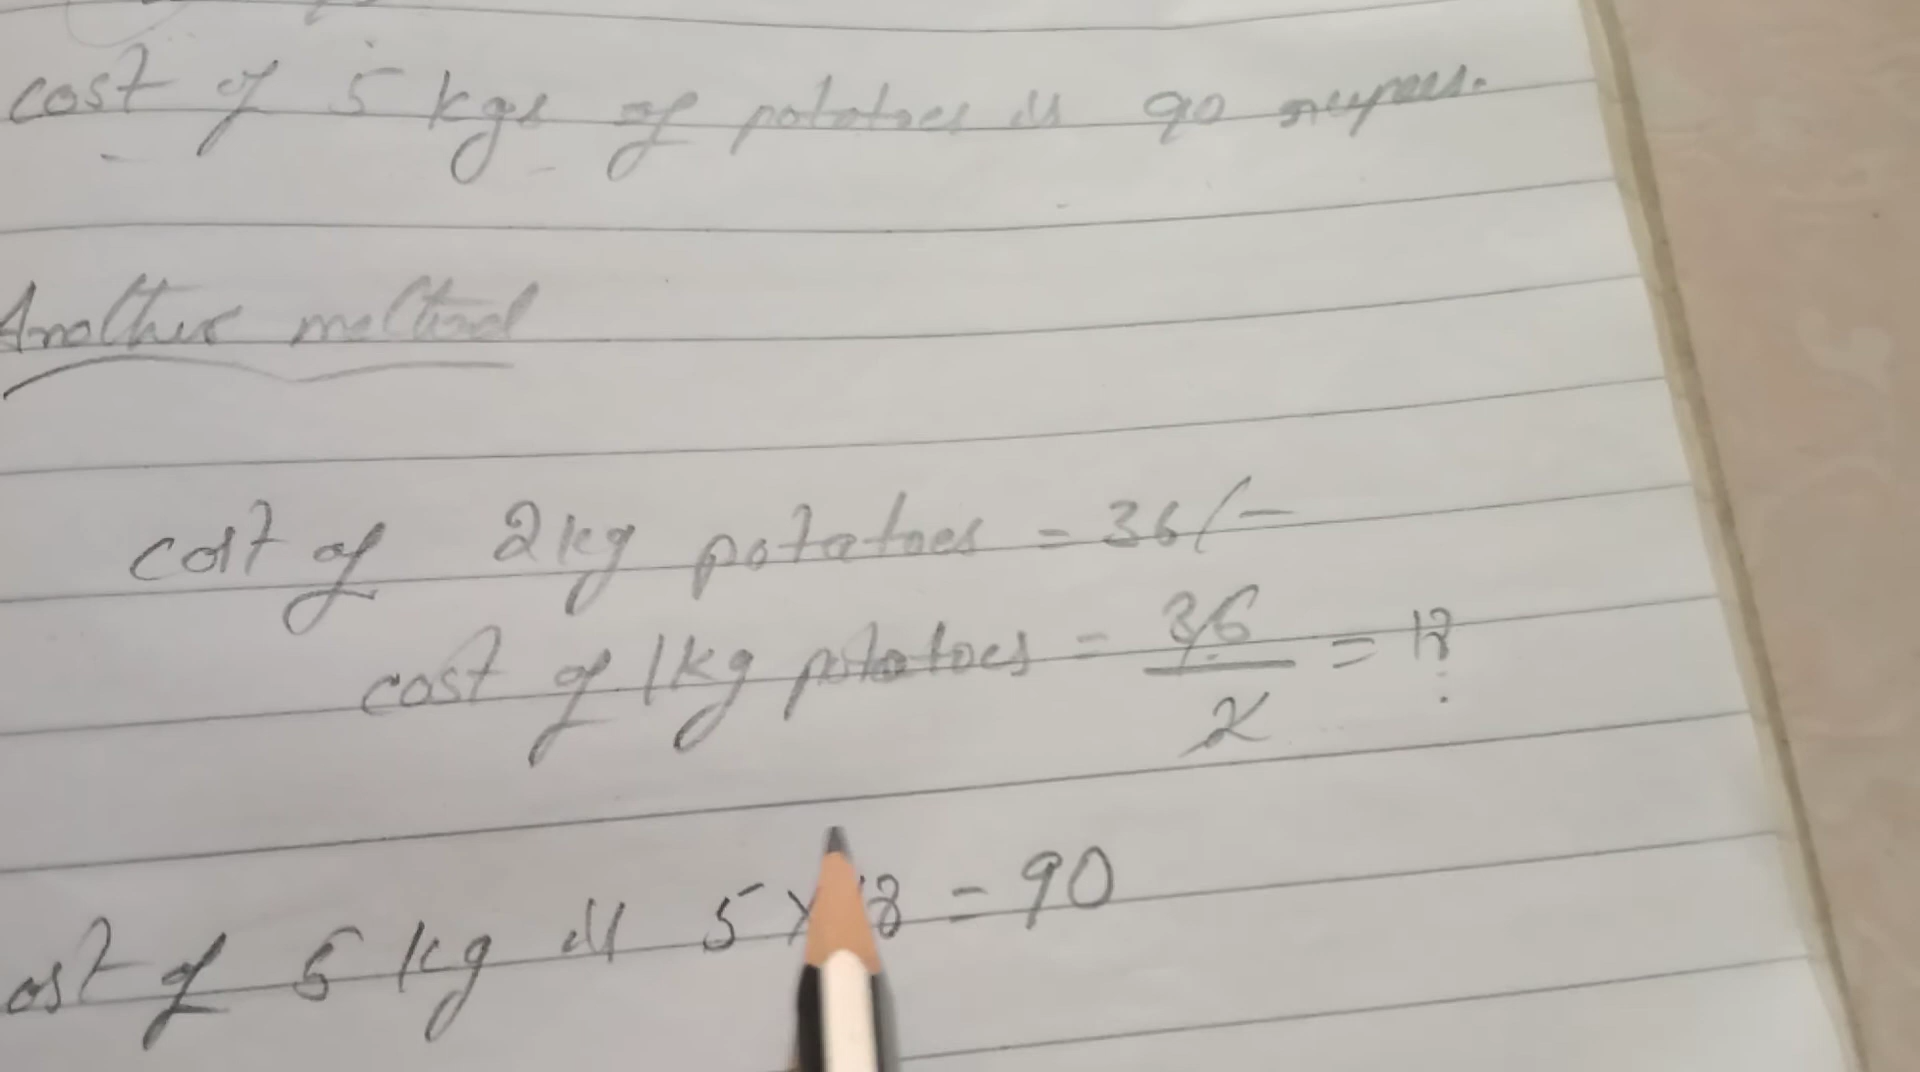 cost of 5 kgs of potatoes is 90 rupees.
Another method
cost of 2kg potatoes = 36/-
cost of 1kg potatoes = 36/2 = 18
ost of 5 kg is 5 × 18 = 90